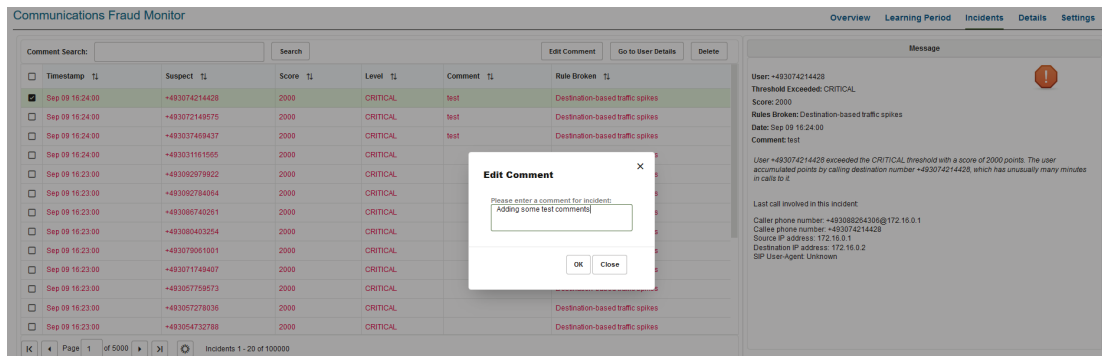 Communications Fraud Monitor
Overview Learning Period Incidents Details Settings
Comment Search: Search Edit Comment Go to User Details Delete
Timestamp Suspect Score Level Comment Rule Broken
Sep 09 16:24:00 +493074214428 2000 CRITICAL test Destination-based traffic spikes
Sep 09 16:24:00 +493072149575 2000 CRITICAL test Destination-based traffic spikes
Sep 09 16:24:00 +493037469437 2000 CRITICAL test Destination-based traffic spikes
Sep 09 16:24:00 +493031161565 2000 CRITICAL
Sep 09 16:23:00 +493092979922 2000 CRITICAL
Sep 09 16:23:00 +493092784064 2000 CRITICAL
Sep 09 16:23:00 +493086740261 2000 CRITICAL
Sep 09 16:23:00 +493080403254 2000 CRITICAL
Sep 09 16:23:00 +493079061001 2000 CRITICAL
Sep 09 16:23:00 +493071749407 2000 CRITICAL
Sep 09 16:23:00 +493057759573 2000 CRITICAL
Sep 09 16:23:00 +493057278036 2000 CRITICAL Destination-based traffic spikes
Sep 09 16:23:00 +493054732788 2000 CRITICAL Destination-based traffic spikes
Page 1 of 5000 Incidents 1 - 20 of 100000
Edit Comment
Please enter a comment for incident:
Adding some test comments
OK Close
Message
User: +493074214428
Threshold Exceeded: CRITICAL
Score: 2000
Rules Broken: Destination-based traffic spikes
Date: Sep 09 16:24:00
Comment: test
User +493074214428 exceeded the CRITICAL threshold with a score of 2000 points. The user
accumulated points by calling destination number +493074214428, which has unusually many minutes
in calls to it.
Last call involved in this incident:
Caller phone number: +493088264306@172.16.0.1
Callee phone number: +493074214428
Source IP address: 172.16.0.1
Destination IP address: 172.16.0.2
SIP User-Agent: Unknown